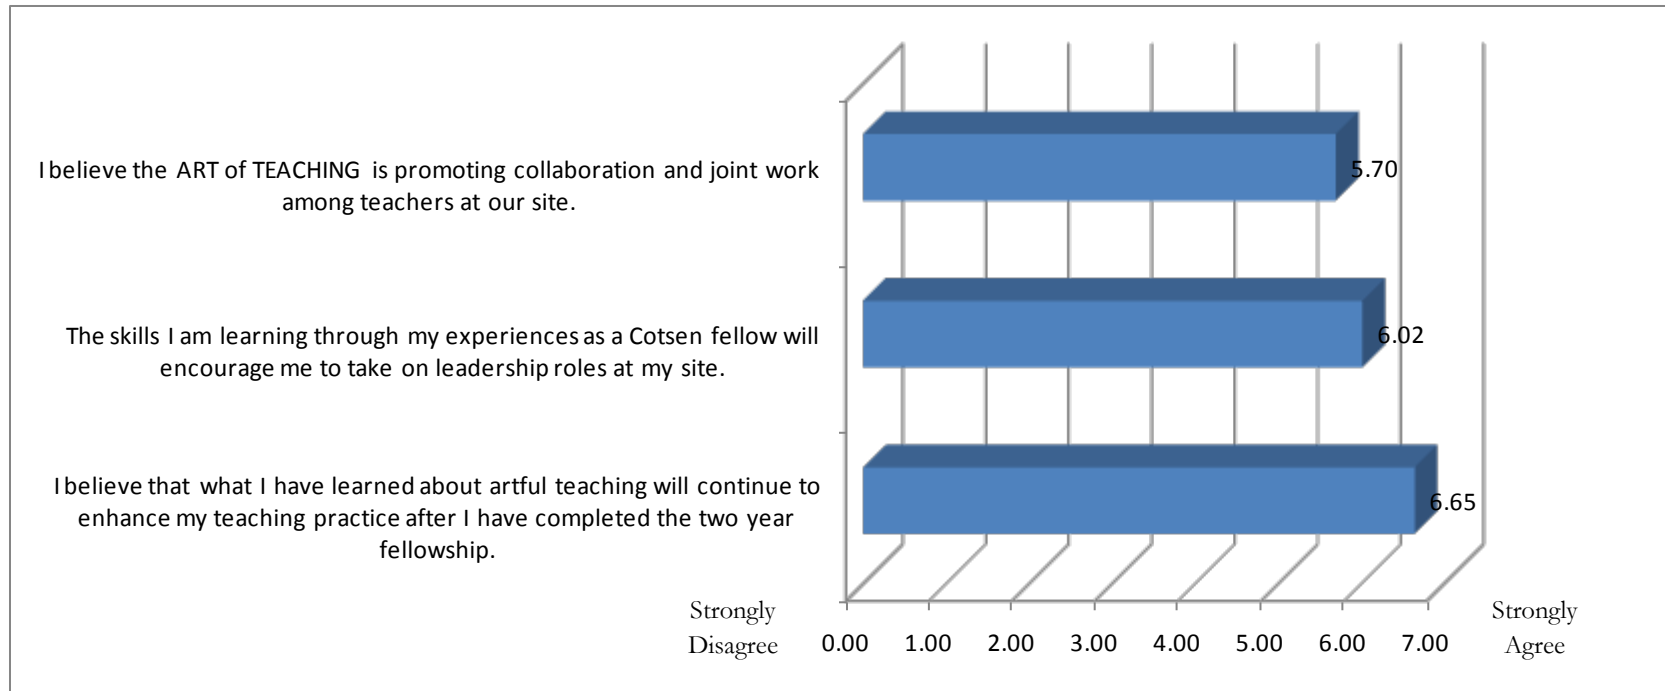 I believe the ART of TEACHING is promoting collaboration and joint work
among teachers at our site.
5.70
The skills I am learning through my experiences as a Cotsen fellow will
encourage me to take on leadership roles at my site.
6.02
I believe that what I have learned about artful teaching will continue to
enhance my teaching practice after I have completed the two year
fellowship.
6.65
Strongly
Disagree
0.00 1.00 2.00 3.00 4.00 5.00 6.00 7.00
Strongly
Agree